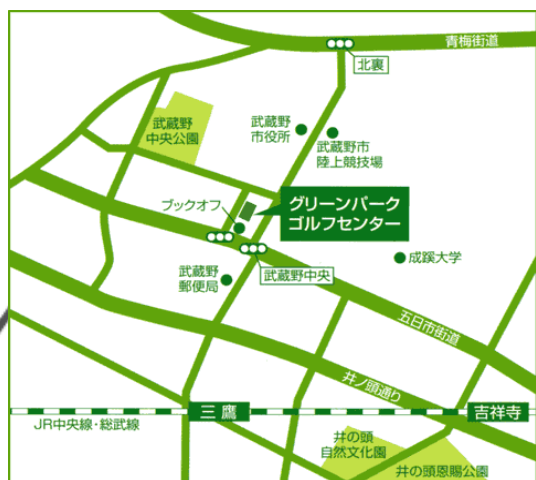 青梅街道
北裏
武蔵野
中央公園
武蔵野
市役所
武蔵野市
陸上競技場
ブックオフ
グリーンパーク
ゴルフセンター
武蔵野
郵便局
武蔵野中央
成蹊大学
五日市街道
井ノ頭通り
三鷹
吉祥寺
JR中央線・総武線
井の頭
自然文化園
井の頭恩賜公園